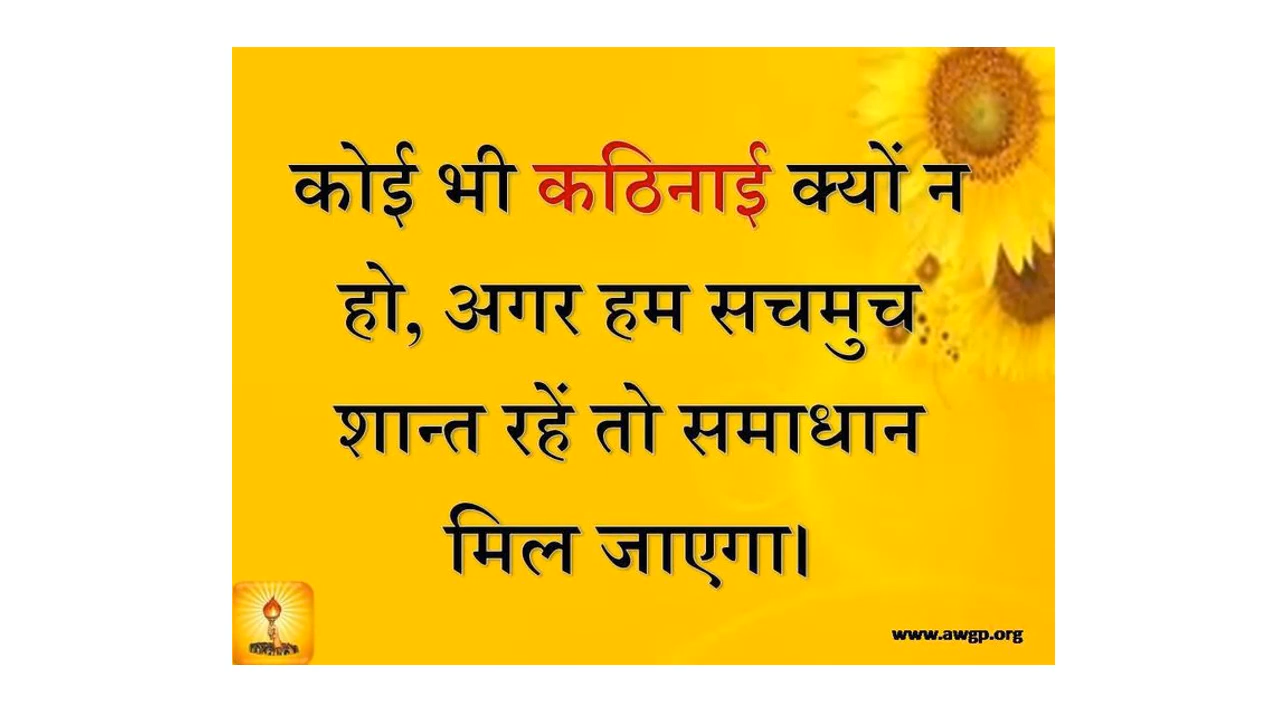 कोई भी कठिनाई क्यों न
हो, अगर हम सचमुच
शान्त रहें तो समाधान
मिल जाएगा।
www.awgp.org